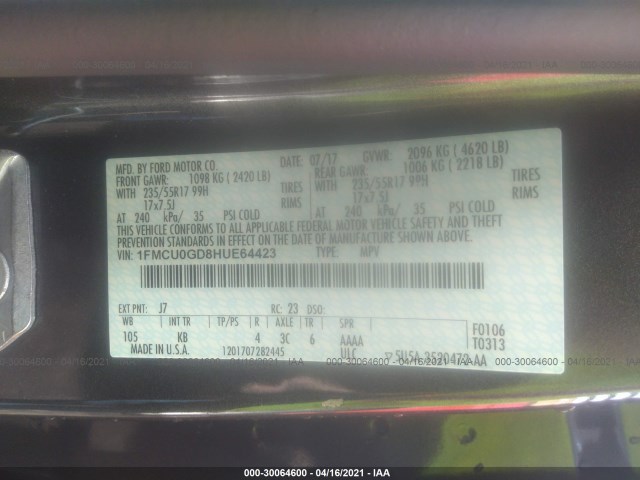 MFD. BY FORD MOTOR CO.
DATE: 07/17 GVWR: 2096 KG ( 4620 LB)
FRONT GAWR: 1098 KG ( 2420 LB) REAR GAWR: 1006 KG ( 2218 LB)
WITH 235/55R17 99H TIRES WITH 235/55R17 99H TIRES
17x7.5J RIMS 17x7.5J RIMS
AT 240 kPa/ 35 PSI COLD AT 240 kPa/ 35 PSI COLD
THIS VEHICLE CONFORMS TO ALL APPLICABLE FEDERAL MOTOR VEHICLE SAFETY AND THEFT
PREVENTION STANDARDS IN EFFECT ON THE DATE OF MANUFACTURE SHOWN ABOVE.
VIN: 1FMCU0GD8HUE64423 TYPE: MPV
EXT PNT: J7 RC: 23 DSO:
WB INT TR TP/PS R AXLE TR SPR F0106
105 KB 4 3C 6 AAAA T0313
MADE IN U.S.A. 1201707282445 ULC
000-30064600 - 04/16/2021 - IAA